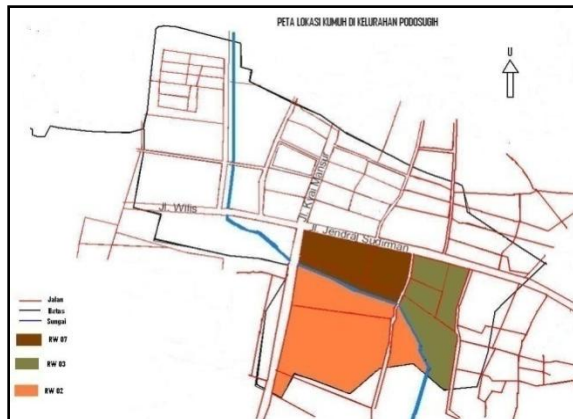 PETA LOKASI KUMUH DI KELURAHAN PODOSUGIH
U
Jl. Kyai Mansur
Jl. Wilis
Jl. Jendral Sudirman
Jalan
Batas
Sungai
RW 07
RW 03
RW 02